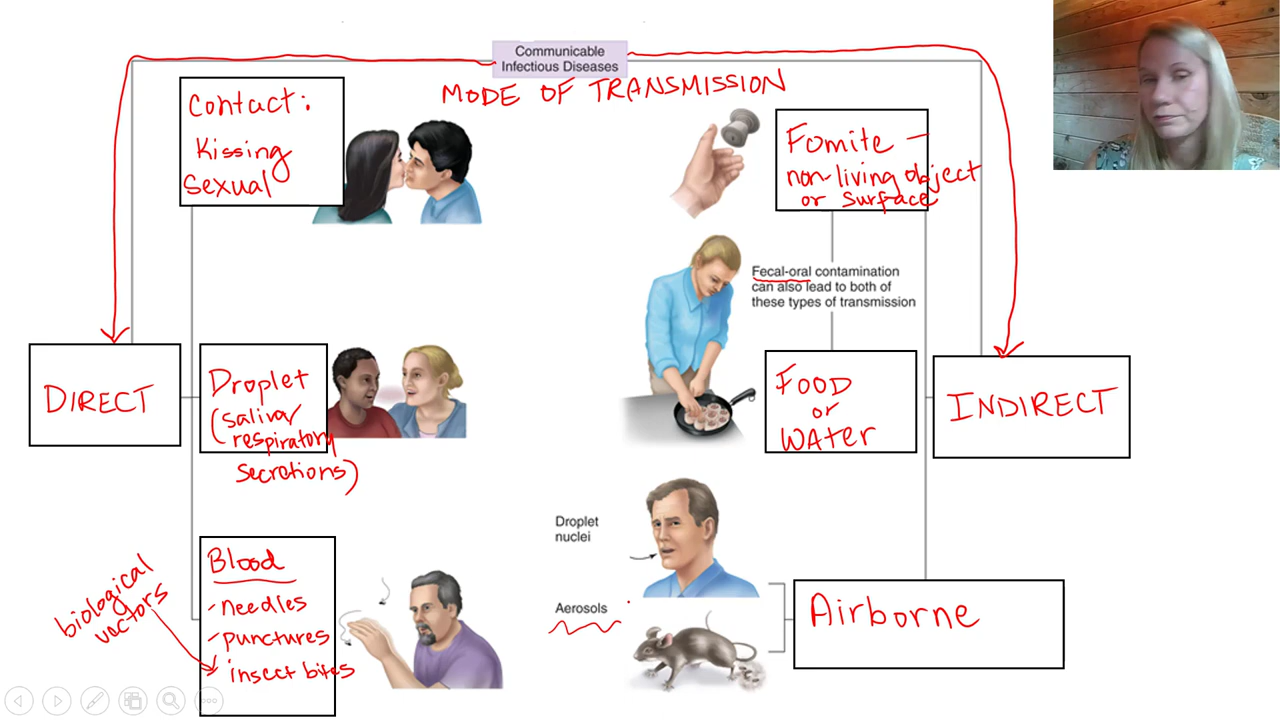 Communicable
Infectious Diseases
MODE OF TRANSMISSION
Contact:
Kissing
Sexual
Fomite –
non-living object
or surface
Fecal-oral contamination
can also lead to both of
these types of transmission
DIRECT
Droplet
(saliva/
respiratory
secretions)
FOOD
or
WATER
INDIRECT
Droplet
nuclei
Blood
- needles
- punctures
insect bites
biological
vectors
Aerosols
Airborne